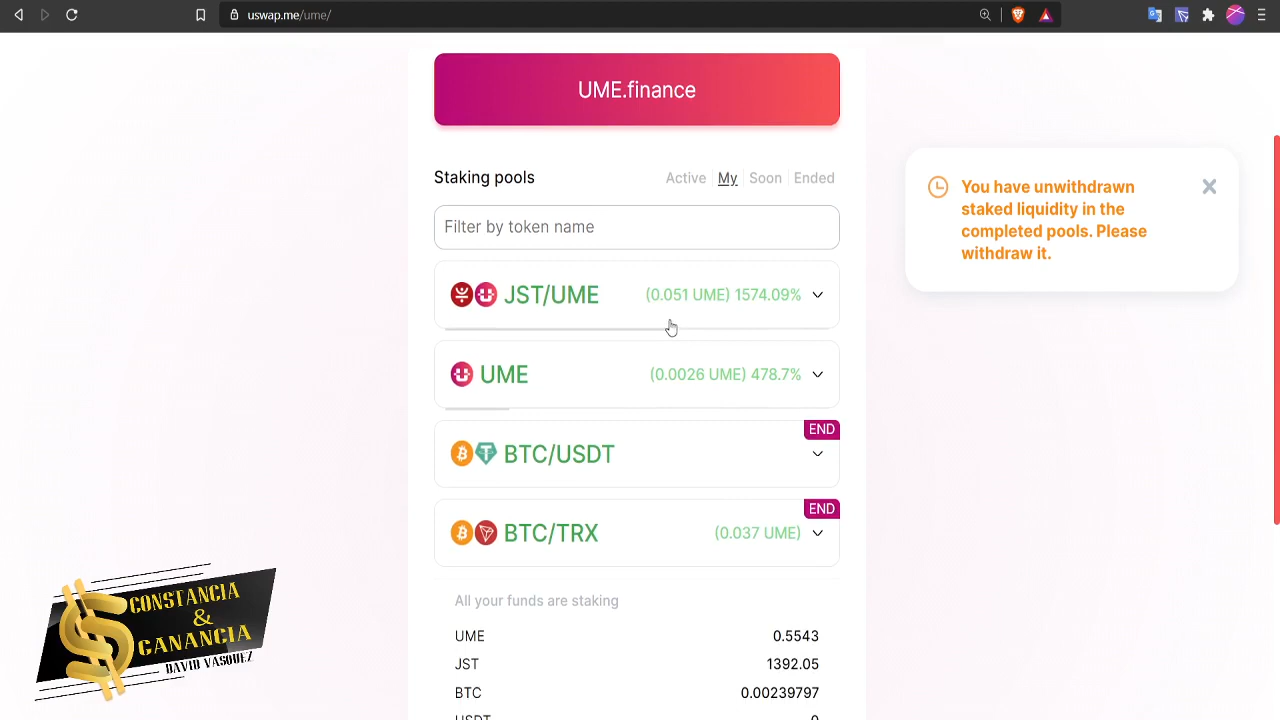 uswap.me/ume/
UME.finance
Staking pools
Active My Soon Ended
Filter by token name
JST/UME (0.051 UME) 1574.09%
UME (0.0026 UME) 478.7%
END
BTC/USDT
END
BTC/TRX (0.037 UME)
All your funds are staking
UME 0.5543
JST 1392.05
BTC 0.00239797
USDT 0
You have unwithdrawn
staked liquidity in the
completed pools. Please
withdraw it.
CONSTANCIA
&
GANANCIA
DAVID VASQUEZ